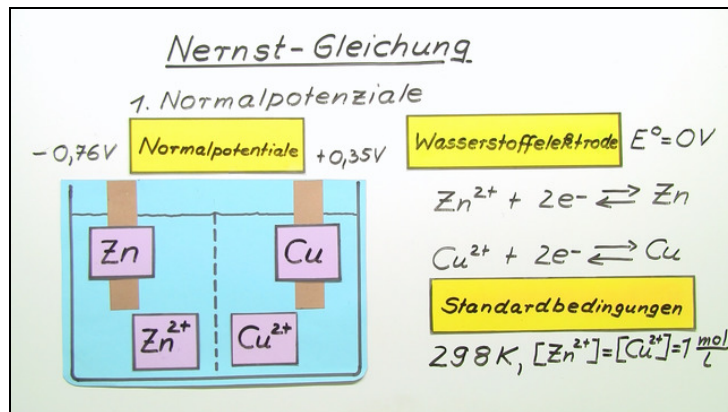 Nernst-Gleichung
1. Normalpotenziale
-0,76V Normalpotentiale +0,35V
Wasserstoffelektrode E⁰=0V
Zn²⁺ + 2e- ⇄ Zn
Cu²⁺ + 2e- ⇄ Cu
Zn
Cu
Zn²⁺
Cu²⁺
Standardbedingungen
298K, [Zn²⁺]=[Cu²⁺]=1 mol/l